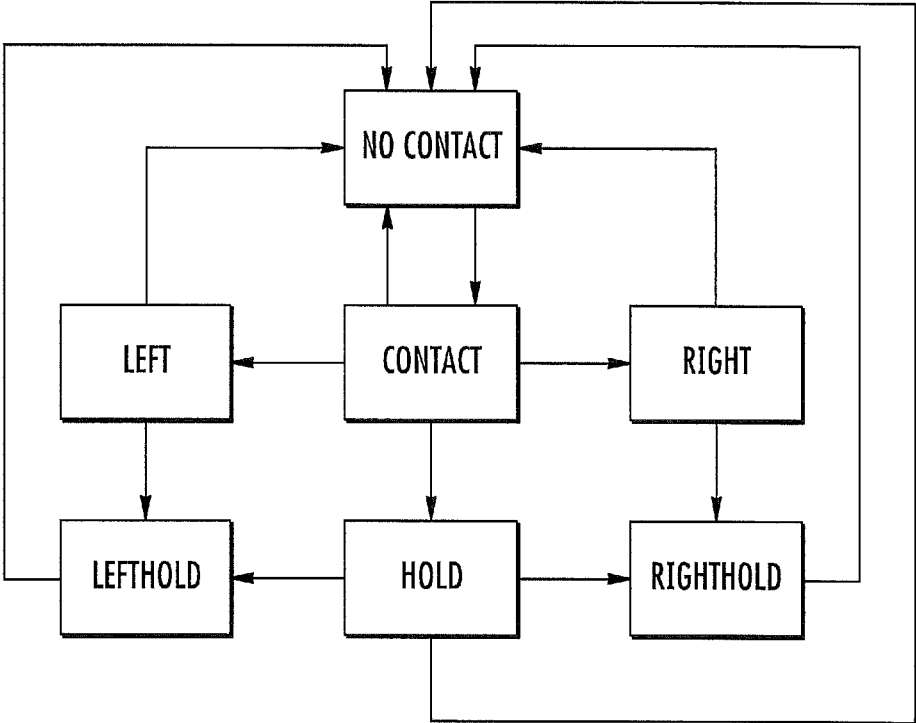 NO CONTACT
LEFT
CONTACT
RIGHT
LEFTHOLD
HOLD
RIGHTHOLD